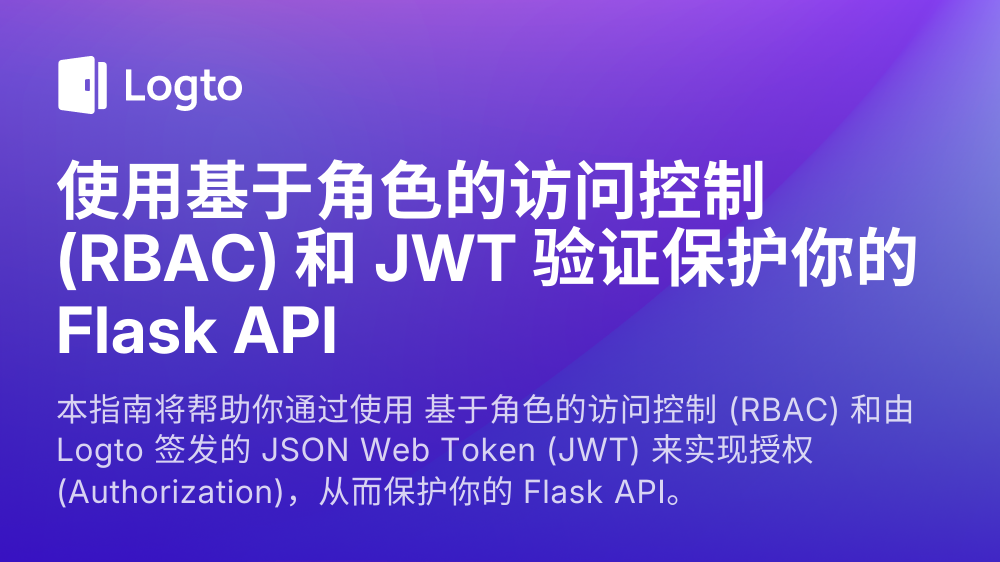 Logto
使用基于角色的访问控制
(RBAC) 和 JWT 验证保护你的
Flask API
本指南将帮助你通过使用 基于角色的访问控制 (RBAC) 和由
Logto 签发的 JSON Web Token (JWT) 来实现授权
(Authorization)，从而保护你的 Flask API。